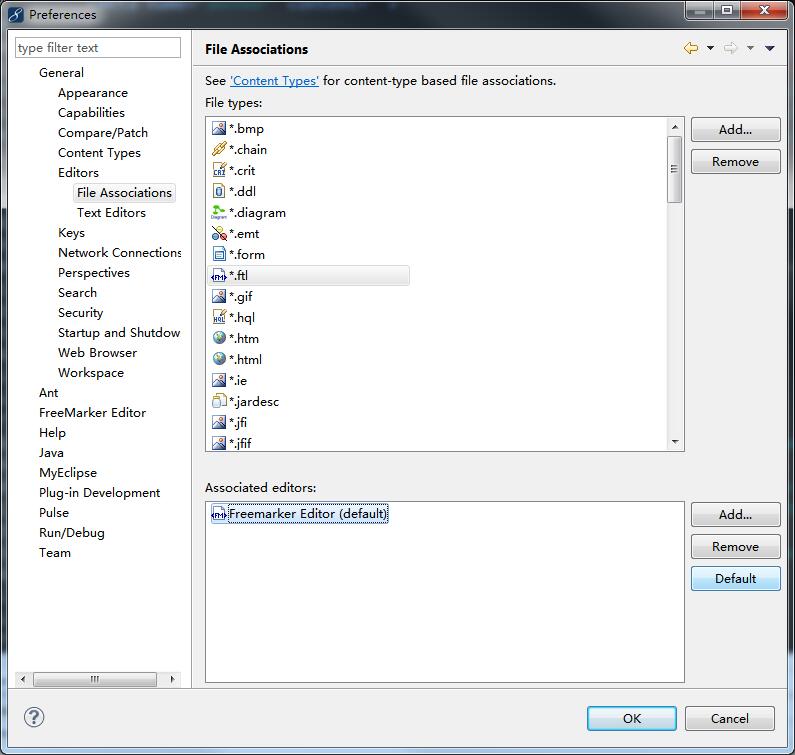 Preferences
type filter text
General
Appearance
Capabilities
Compare/Patch
Content Types
Editors
File Associations
Text Editors
Keys
Network Connections
Perspectives
Search
Security
Startup and Shutdow
Web Browser
Workspace
Ant
FreeMarker Editor
Help
Java
MyEclipse
Plug-in Development
Pulse
Run/Debug
Team
File Associations
See 'Content Types' for content-type based file associations.
File types:
*.bmp
*.chain
*.crit
*.ddl
*.diagram
*.emt
*.form
*.ftl
*.gif
*.hql
*.htm
*.html
*.ie
*.jardesc
*.jfi
*.jfif
Add...
Remove
Associated editors:
Freemarker Editor (default)
Add...
Remove
Default
OK
Cancel